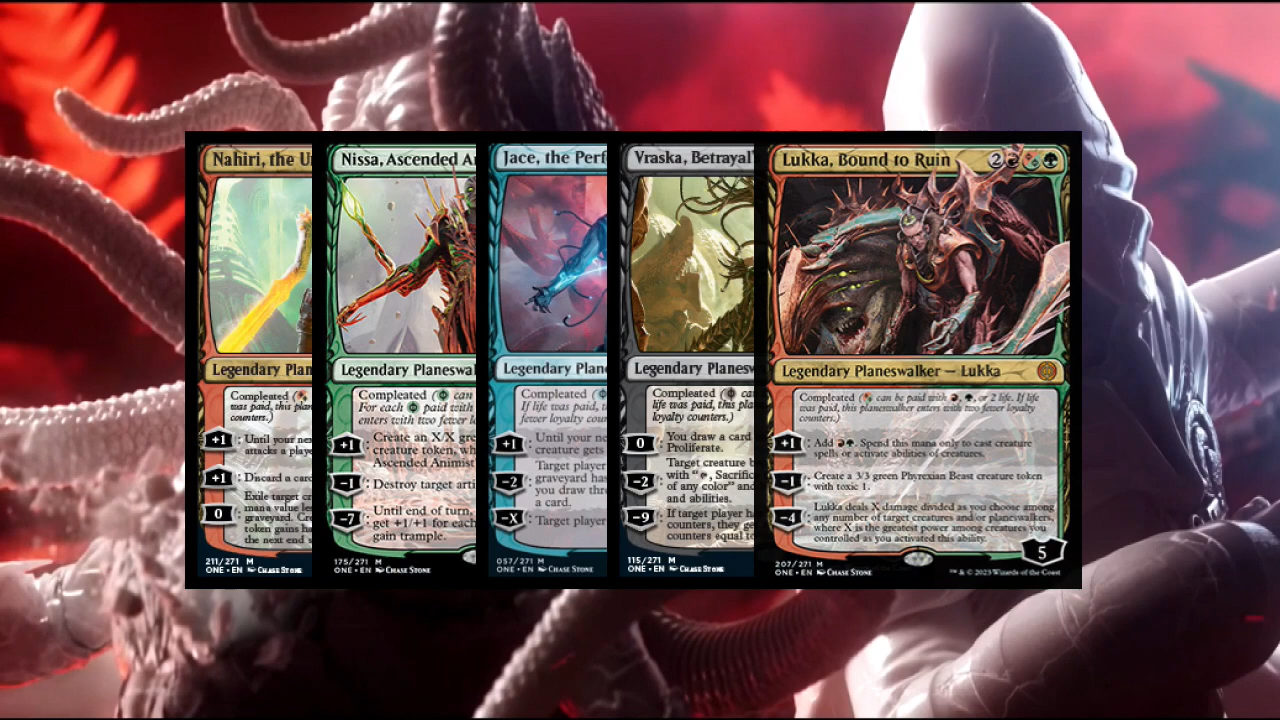 Nahiri, the U
Legendary Plan
Compleated (
was paid, this plan
counters.)
+1: Until your nex
attacks a playe
+1: Discard a card
0: Exile target cr
mana value les
graveyard. Cre
token gains ha
the next end s
211/271 M
ONE • EN CHASE STONE
Nissa, Ascended An
Legendary Planeswal
Compleated ( can
For each paid with
enters with two fewer lo
+1: Create an X/X gre
creature token, wh
Ascended Animist
−1: Destroy target arti
−7: Until end of turn,
get +1/+1 for each
gain trample.
175/271 M
ONE • EN CHASE STONE
Jace, the Perf
Legendary Plane
Compleated (
If life was paid, th
fewer loyalty cou
+1: Until your ne
creature gets
−2: Target player
graveyard has
you draw thr
a card.
−X: Target player
057/271 M
ONE • EN CHASE STONE
Vraska, Betrayal'
Legendary Planesw
Compleated ( can
life was paid, this plan
loyalty counters.)
0: You draw a card
Proliferate.
−2: Target creature b
with “, Sacrific
of any color” and
and abilities.
−9: If target player ha
counters, they ge
counters equal to
115/271 M
ONE • EN CHASE STONE
Lukka, Bound to Ruin 2
Legendary Planeswalker — Lukka
Compleated ( can be paid with , , or 2 life. If life
was paid, this planeswalker enters with two fewer loyalty
counters.)
+1: Add . Spend this mana only to cast creature
spells or activate abilities of creatures.
−1: Create a 3/3 green Phyrexian Beast creature token
with toxic 1.
−4: Lukka deals X damage divided as you choose among
any number of target creatures and/or planeswalkers,
where X is the greatest power among creatures you
controlled as you activated this ability.
5
207/271 M
ONE • EN CHASE STONE ™ & © 2023 Wizards of the Coast